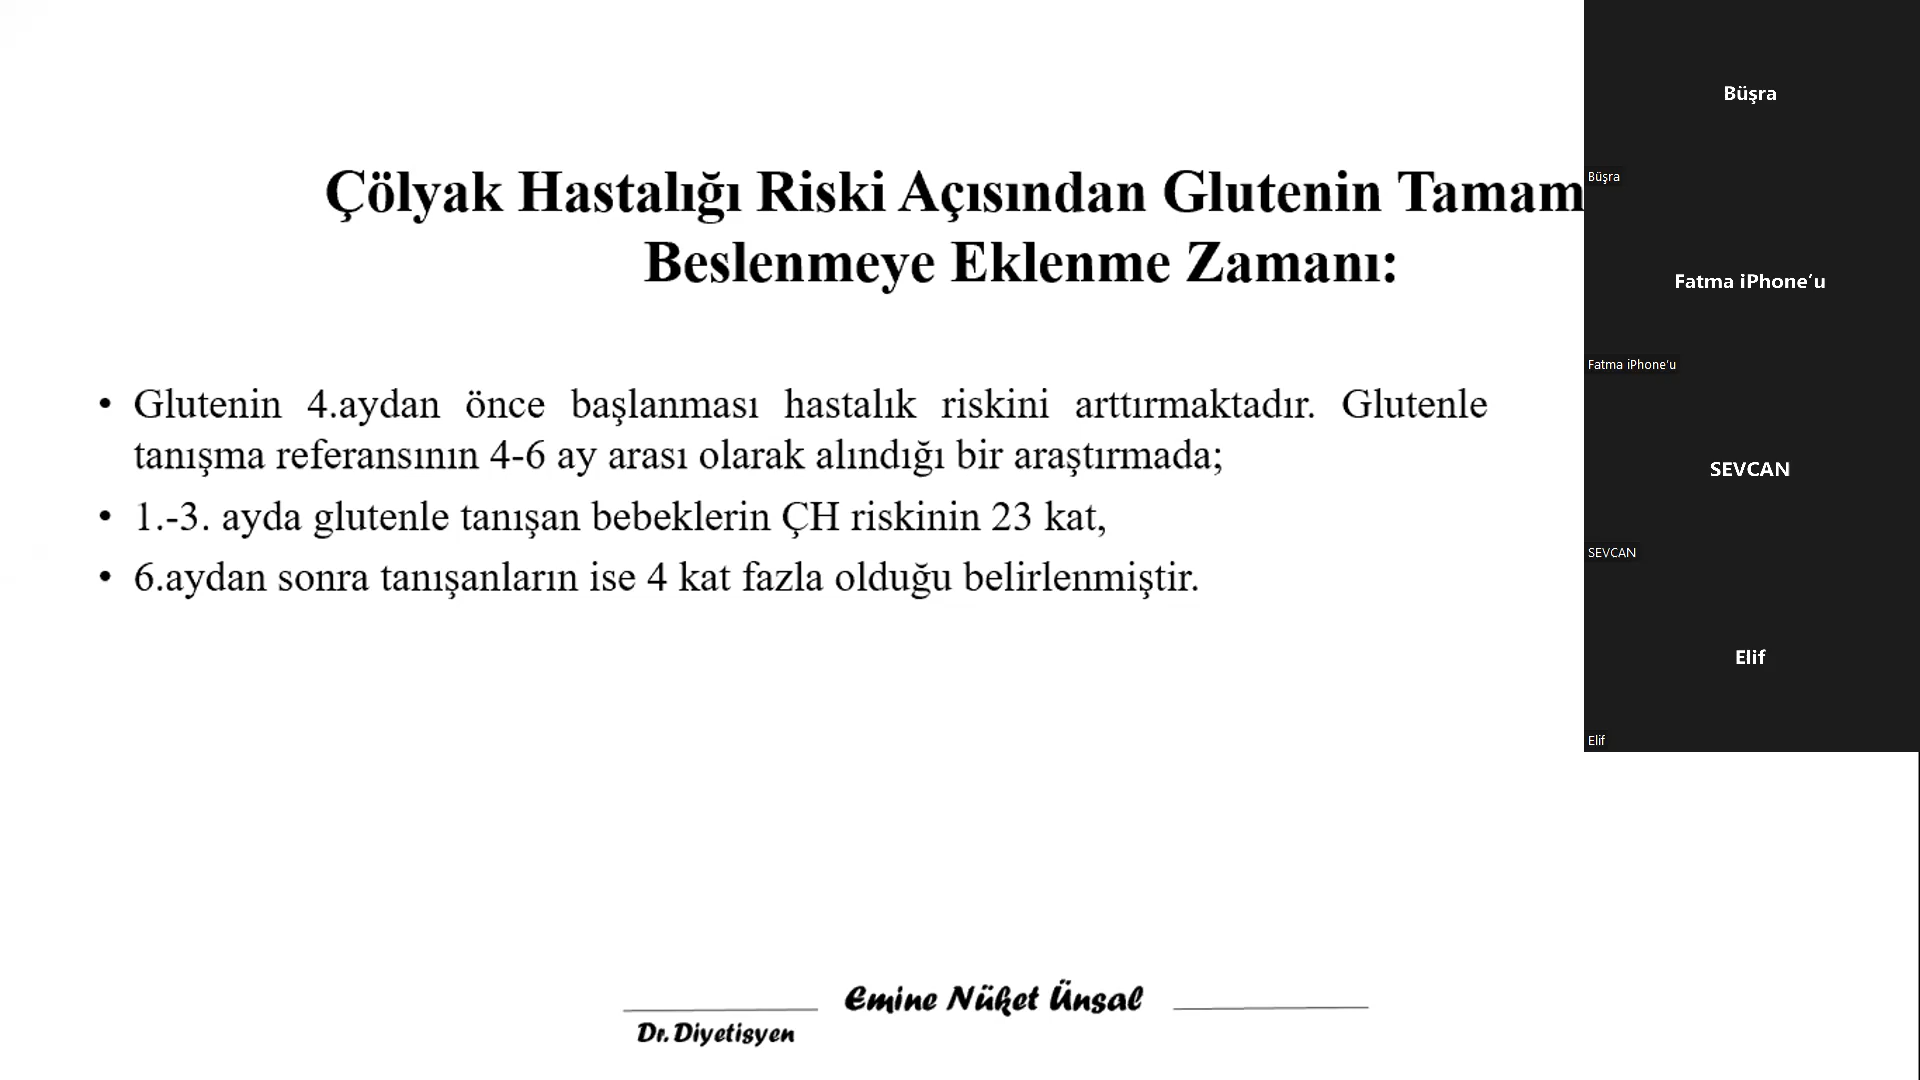 Çölyak Hastalığı Riski Açısından Glutenin Tamam
Beslenmeye Eklenme Zamanı:
• Glutenin 4.aydan önce başlanması hastalık riskini arttırmaktadır. Glutenle
tanışma referansının 4-6 ay arası olarak alındığı bir araştırmada;
• 1.-3. ayda glutenle tanışan bebeklerin ÇH riskinin 23 kat,
• 6.aydan sonra tanışanların ise 4 kat fazla olduğu belirlenmiştir.
Emine Nüket Ünsal
Dr. Diyetisyen
Büşra
Büşra
Fatma iPhone'u
Fatma iPhone'u
SEVCAN
SEVCAN
Elif
Elif